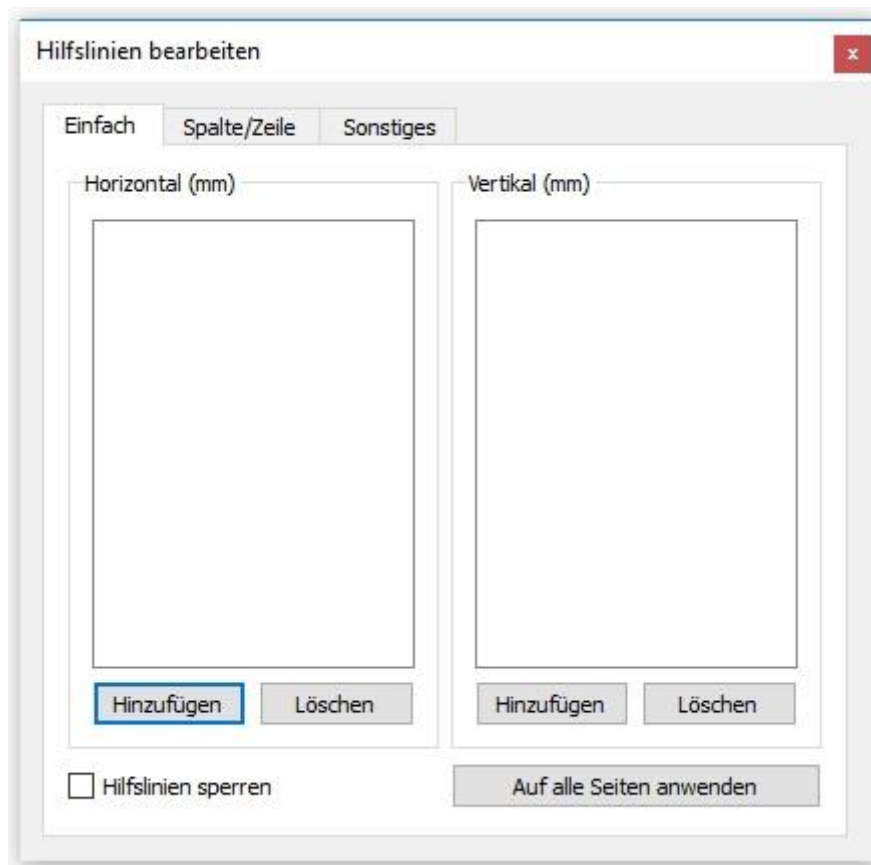 Hilfslinien bearbeiten
x
Einfach
Spalte/Zeile
Sonstiges
Horizontal (mm)
Vertikal (mm)
Hinzufügen
Löschen
Hinzufügen
Löschen
Hilfslinien sperren
Auf alle Seiten anwenden